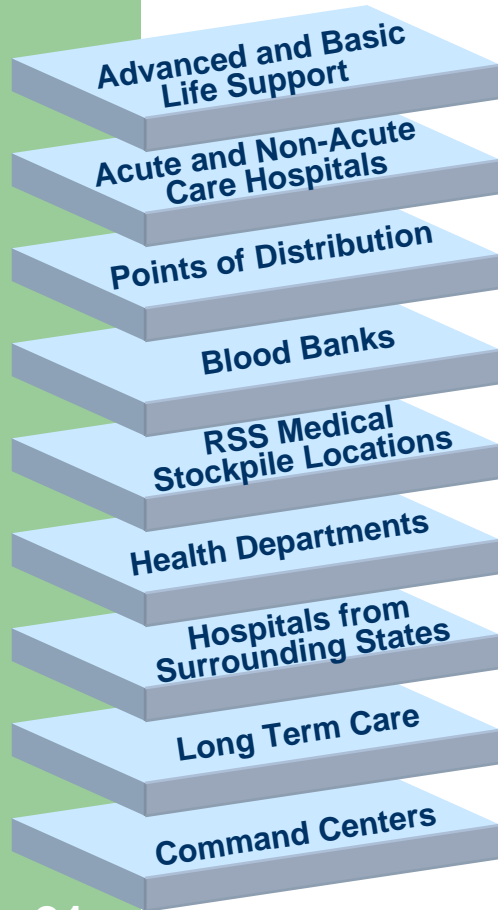 Advanced and Basic
Life Support
Acute and Non-Acute
Care Hospitals
Points of Distribution
Blood Banks
RSS Medical
Stockpile Locations
Health Departments
Hospitals from
Surrounding States
Long Term Care
Command Centers